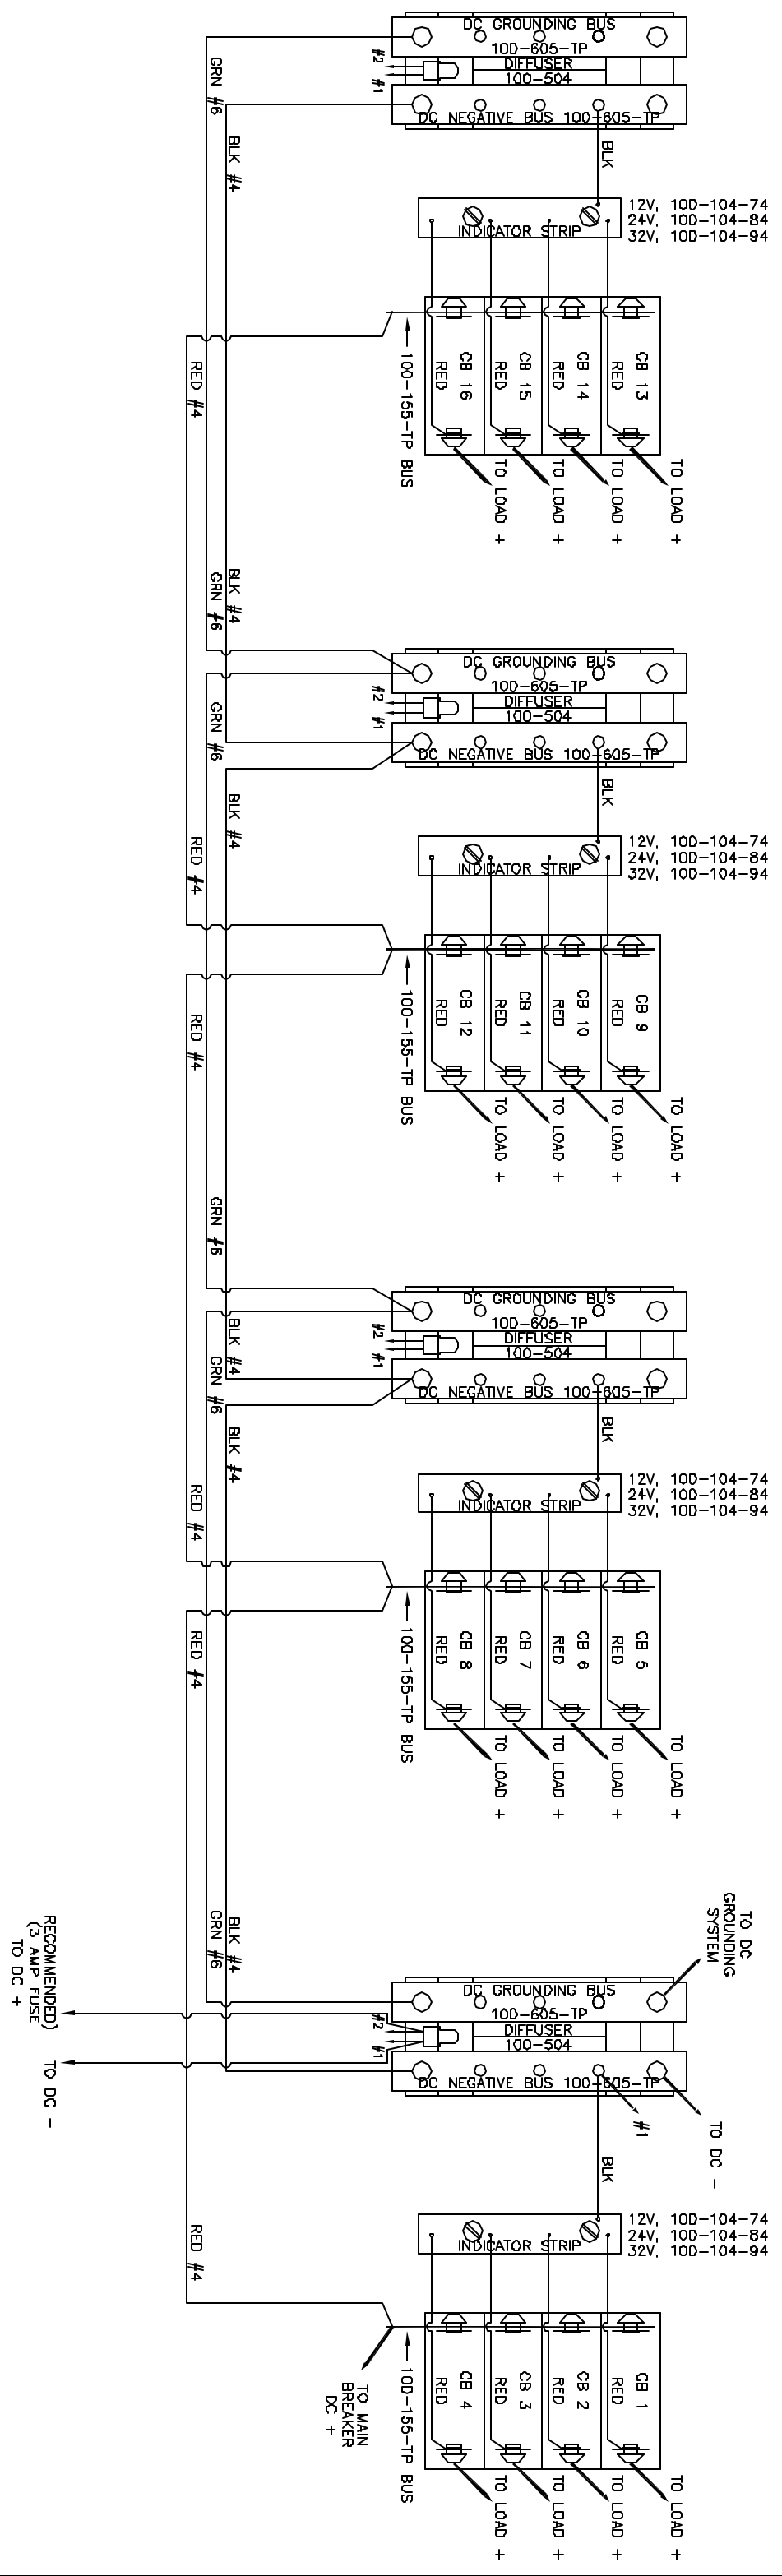 DC GROUNDING BUS
100-605-TP
DIFFUSER
100-504
DC NEGATIVE BUS 100-605-TP
#2
#1
GRN #6
BLK #4
BLK
12V, 100-104-74
24V, 100-104-84
32V, 100-104-94
INDICATOR STRIP
RED #4
100-155-TP BUS
CB 16
RED
CB 15
RED
CB 14
RED
CB 13
RED
TO LOAD +
TO LOAD +
TO LOAD +
TO LOAD +
BLK #4
GRN #6
DC GROUNDING BUS
100-605-TP
DIFFUSER
100-504
DC NEGATIVE BUS 100-605-TP
#2
#1
GRN #6
BLK #4
BLK
12V, 100-104-74
24V, 100-104-84
32V, 100-104-94
INDICATOR STRIP
RED #4
100-155-TP BUS
CB 12
RED
CB 11
RED
CB 10
RED
CB 9
RED
RED #4
TO LOAD +
TO LOAD +
TO LOAD +
TO LOAD +
GRN #6
DC GROUNDING BUS
100-605-TP
DIFFUSER
100-504
DC NEGATIVE BUS 100-605-TP
#2
#1
BLK #4
GRN #6
BLK #4
BLK
12V, 100-104-74
24V, 100-104-84
32V, 100-104-94
INDICATOR STRIP
RED #4
100-155-TP BUS
CB 8
RED
CB 7
RED
CB 6
RED
CB 5
RED
RED #4
TO LOAD +
TO LOAD +
TO LOAD +
TO LOAD +
TO DC
GROUNDING
SYSTEM
BLK #4
GRN #6
RECOMMENDED)
(3 AMP FUSE
TO DC +
TO DC -
DC GROUNDING BUS
100-605-TP
DIFFUSER
100-504
DC NEGATIVE BUS 100-605-TP
#2
#1
#1
TO DC -
BLK
12V, 100-104-74
24V, 100-104-84
32V, 100-104-94
INDICATOR STRIP
RED #4
TO MAIN
BREAKER
DC +
100-155-TP BUS
CB 4
RED
CB 3
RED
CB 2
RED
CB 1
RED
TO LOAD +
TO LOAD +
TO LOAD +
TO LOAD +